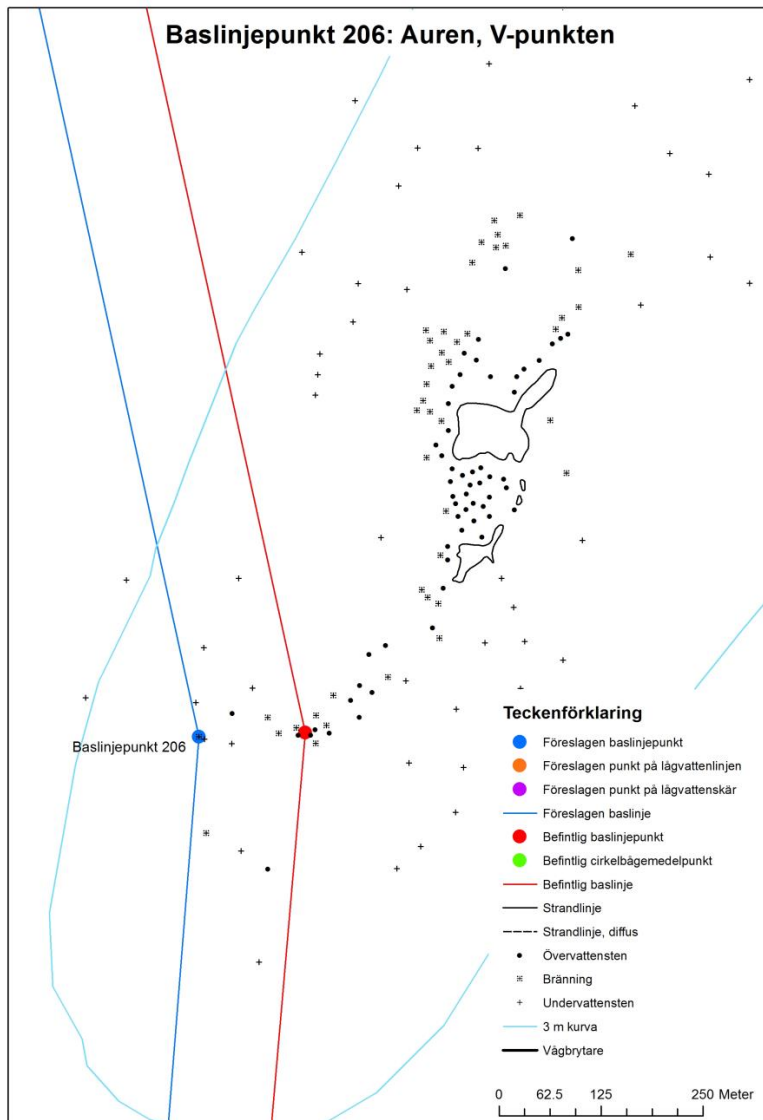 Baslinjepunkt 206: Auren, V-punkten
Baslinjepunkt 206
Teckenförklaring
Föreslagen baslinjepunkt
Föreslagen punkt på lågvattenlinjen
Föreslagen punkt på lågvattenskär
Föreslagen baslinje
Befintlig baslinjepunkt
Befintlig cirkelbågemedelpunkt
Befintlig baslinje
Strandlinje
Strandlinje, diffus
Övervattensten
Bränning
Undervattensten
3 m kurva
Vågbrytare
0 62.5 125 250 Meter